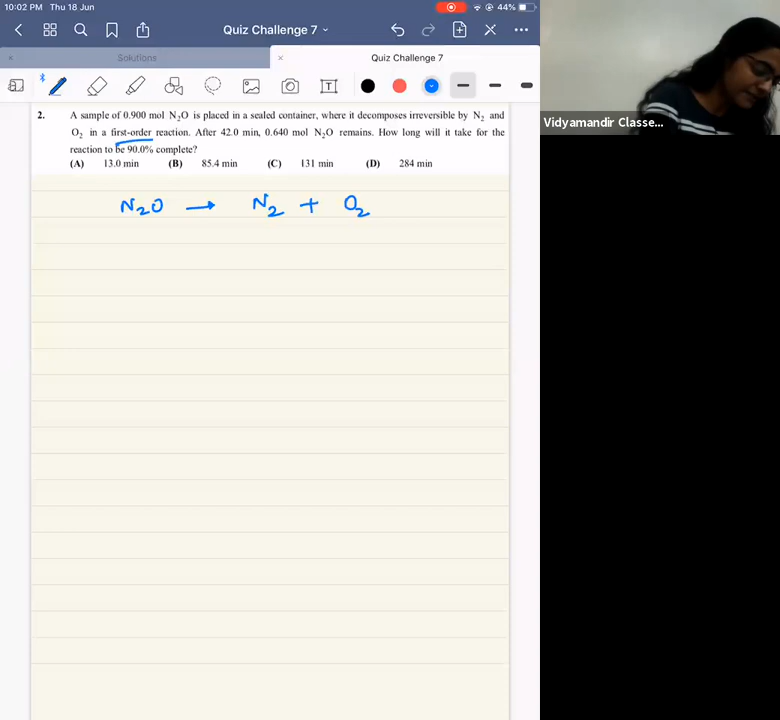 10:02 PM Thu 18 Jun
44%
Quiz Challenge 7
Solutions
Quiz Challenge 7
T
2. A sample of 0.900 mol N₂O is placed in a sealed container, where it decomposes irreversible by N₂ and
O₂ in a first-order reaction. After 42.0 min, 0.640 mol N₂O remains. How long will it take for the
reaction to be 90.0% complete?
(A) 13.0 min (B) 85.4 min (C) 131 min (D) 284 min
N₂O → N₂ + O₂
Vidyamandir Classe...